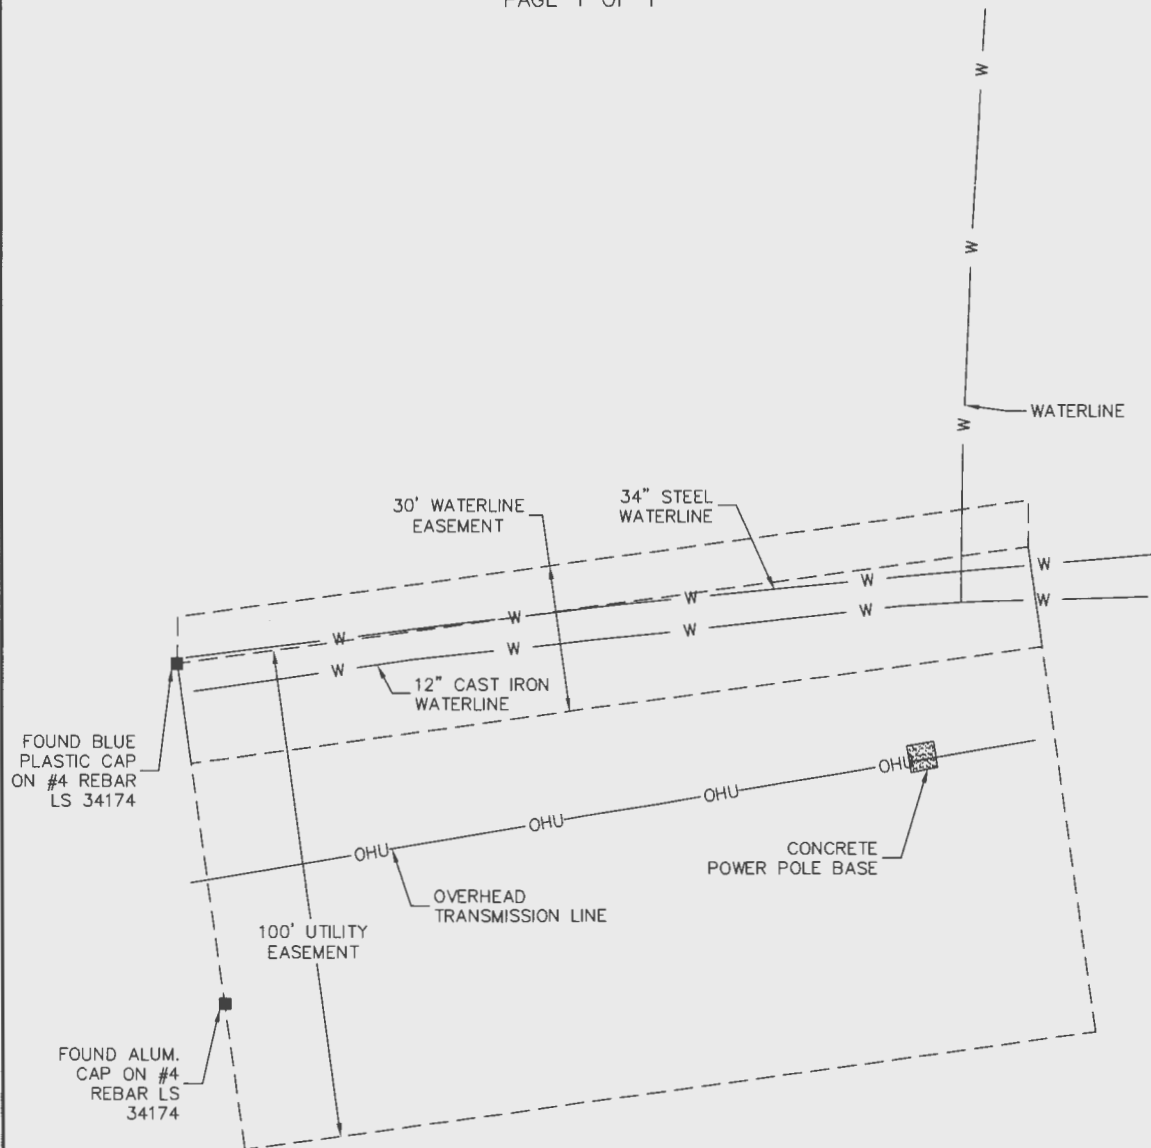 PAGE 1 OF 1
W
W
WATERLINE
W
30' WATERLINE
EASEMENT
34" STEEL
WATERLINE
W
W
W
W
W
W
W
W
W
W
12" CAST IRON
WATERLINE
FOUND BLUE
PLASTIC CAP
ON #4 REBAR
LS 34174
OHU
OHU
OHU
OHU
CONCRETE
POWER POLE BASE
OVERHEAD
TRANSMISSION LINE
100' UTILITY
EASEMENT
FOUND ALUM.
CAP ON #4
REBAR LS
34174